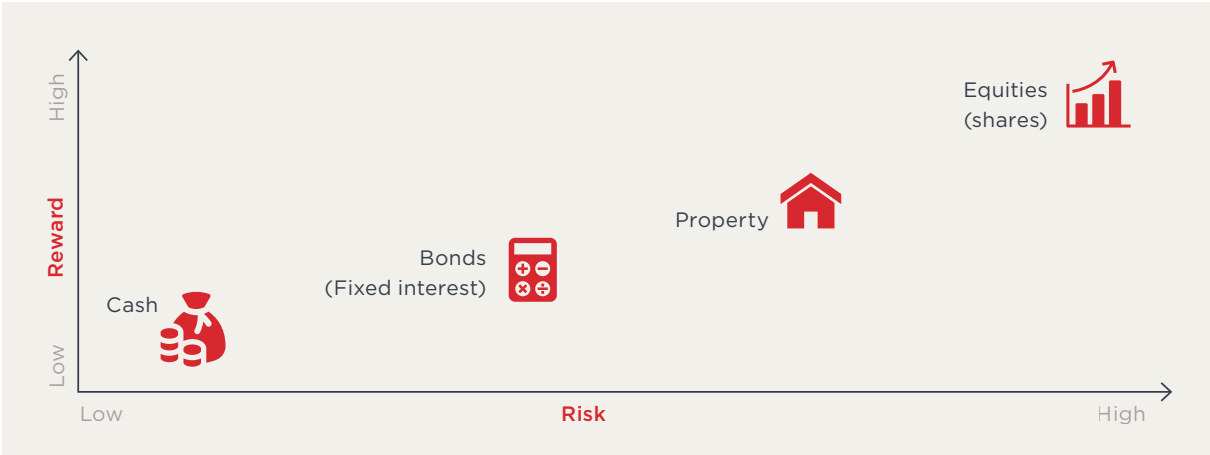 High
Equities
(shares)
Reward
Property
Bonds
(Fixed interest)
Cash
Low
Low
Risk
High